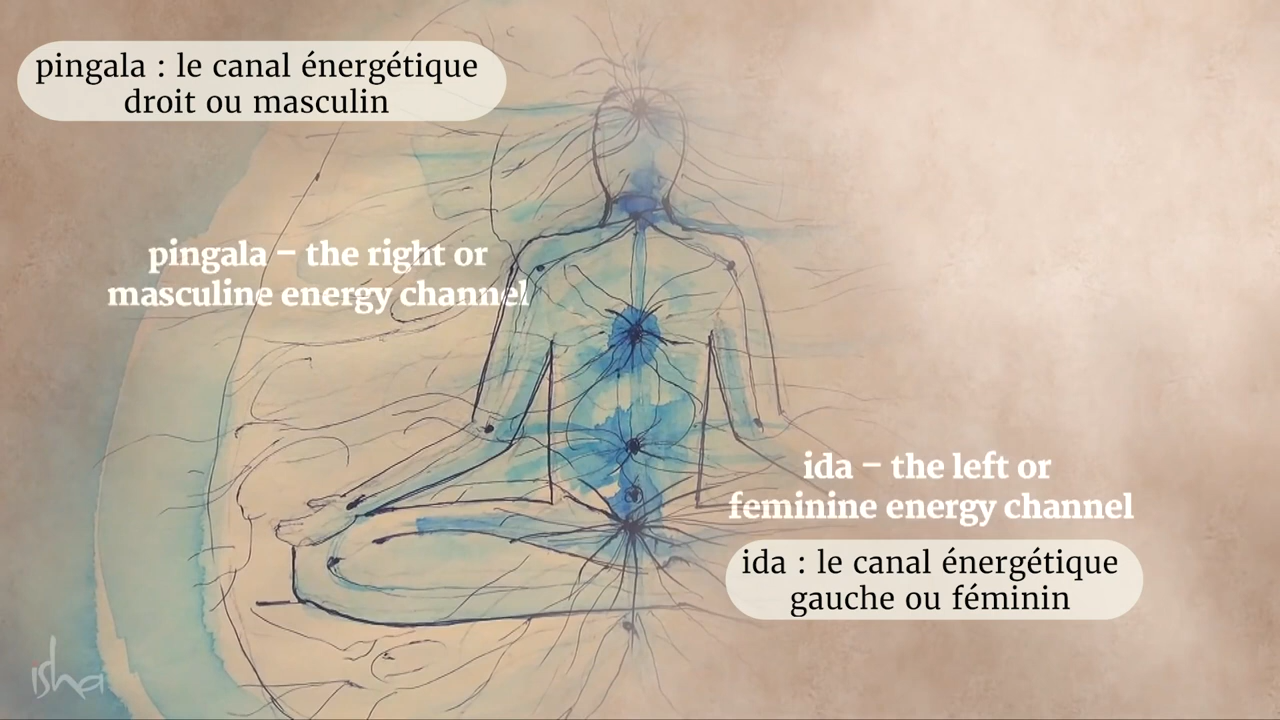 pingala : le canal énergétique
droit ou masculin
pingala – the right or
masculine energy channel
ida – the left or
feminine energy channel
ida : le canal énergétique
gauche ou féminin
isha